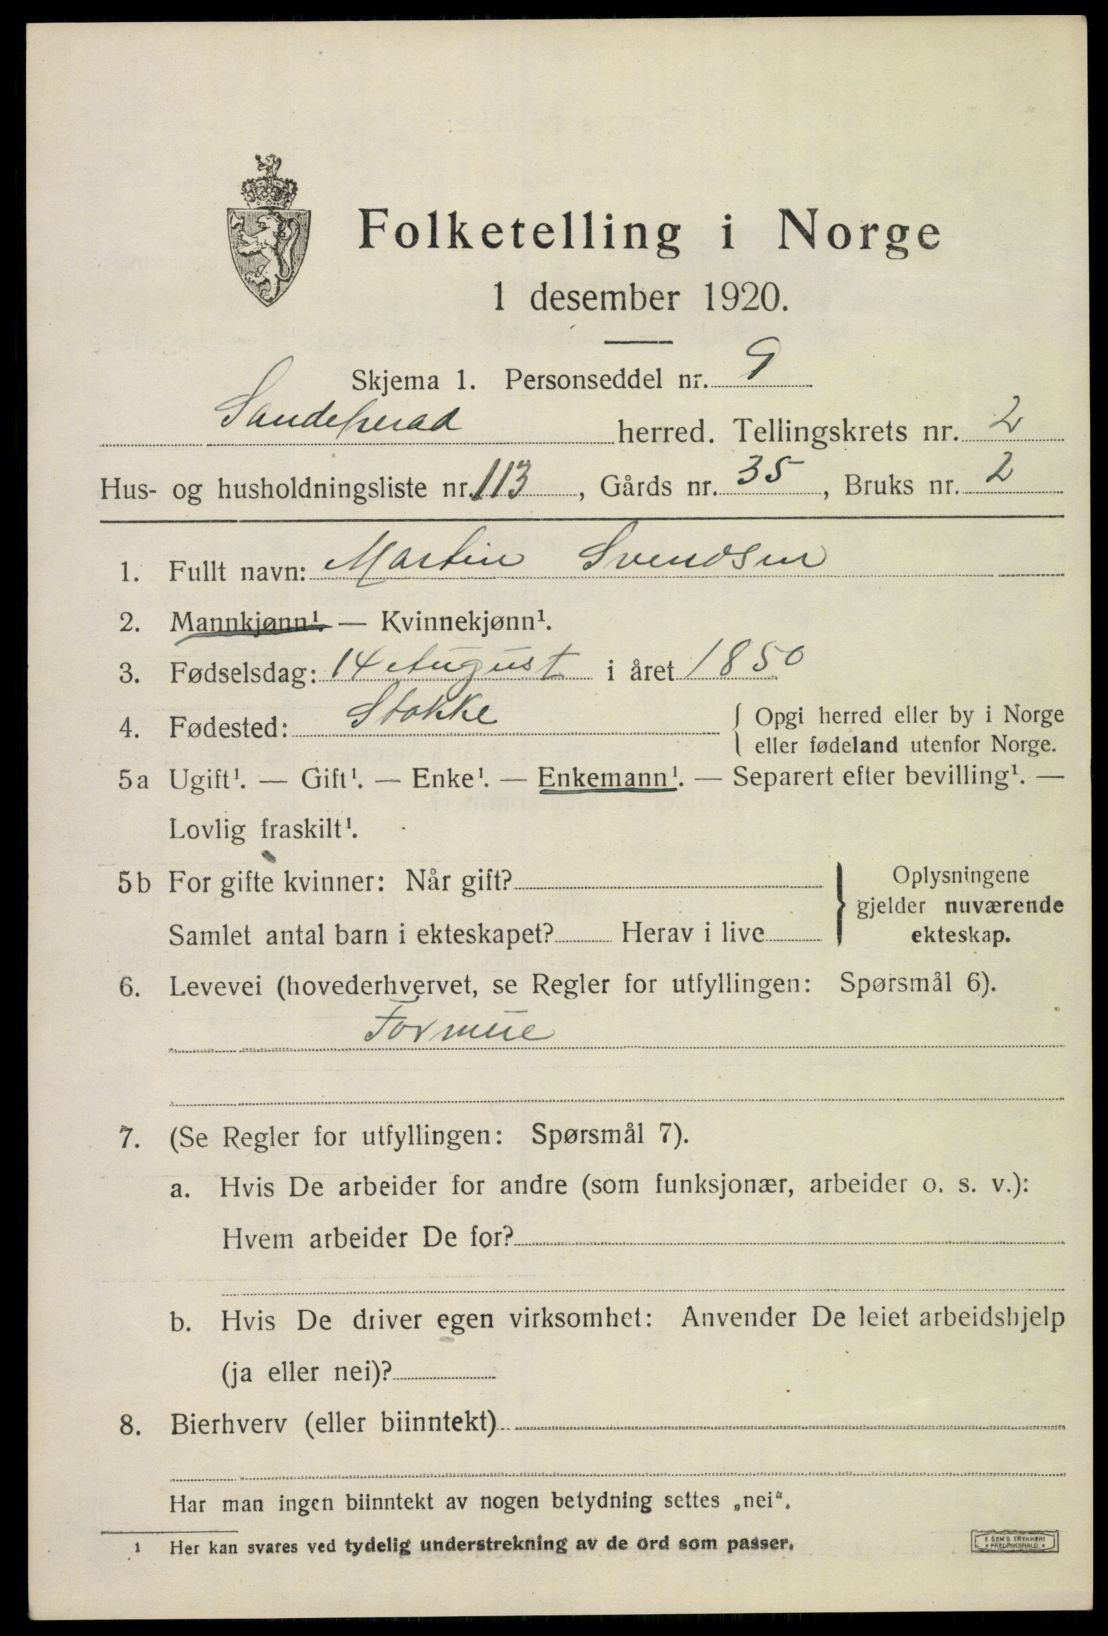 Folketelling i Norge
1 desember 1920.
Skjema 1. Personseddel nr. 9
Sandeherad herred. Tellingskrets nr. 2
Hus- og husholdningsliste nr. 113, Gårds nr. 35, Bruks nr. 2
1. Fullt navn: Martin Svendsen
2. Mannkjønn¹. — Kvinnekjønn¹.
3. Fødselsdag: 14 August i året 1850
4. Fødested: Stokke { Opgi herred eller by i Norge
eller fødeland utenfor Norge.
5a Ugift¹. — Gift¹. — Enke¹. — Enkemann¹. — Separert efter bevilling¹. —
Lovlig fraskilt¹.
5b For gifte kvinner: Når gift?
Samlet antal barn i ekteskapet? Herav i live
} Oplysningene
gjelder nuværende
ekteskap.
6. Levevei (hovederhvervet, se Regler for utfyllingen: Spørsmål 6).
Formue
7. (Se Regler for utfyllingen: Spørsmål 7).
a. Hvis De arbeider for andre (som funksjonær, arbeider o. s. v.):
Hvem arbeider De for?
b. Hvis De driver egen virksomhet: Anvender De leiet arbeidshjelp
(ja eller nei)?
8. Bierhverv (eller biinntekt)
Har man ingen biinntekt av nogen betydning settes „nei“.
¹ Her kan svares ved tydelig understrekning av de ord som passer.
E. SEM'S TRYKKERI
FREDRIKSHALD